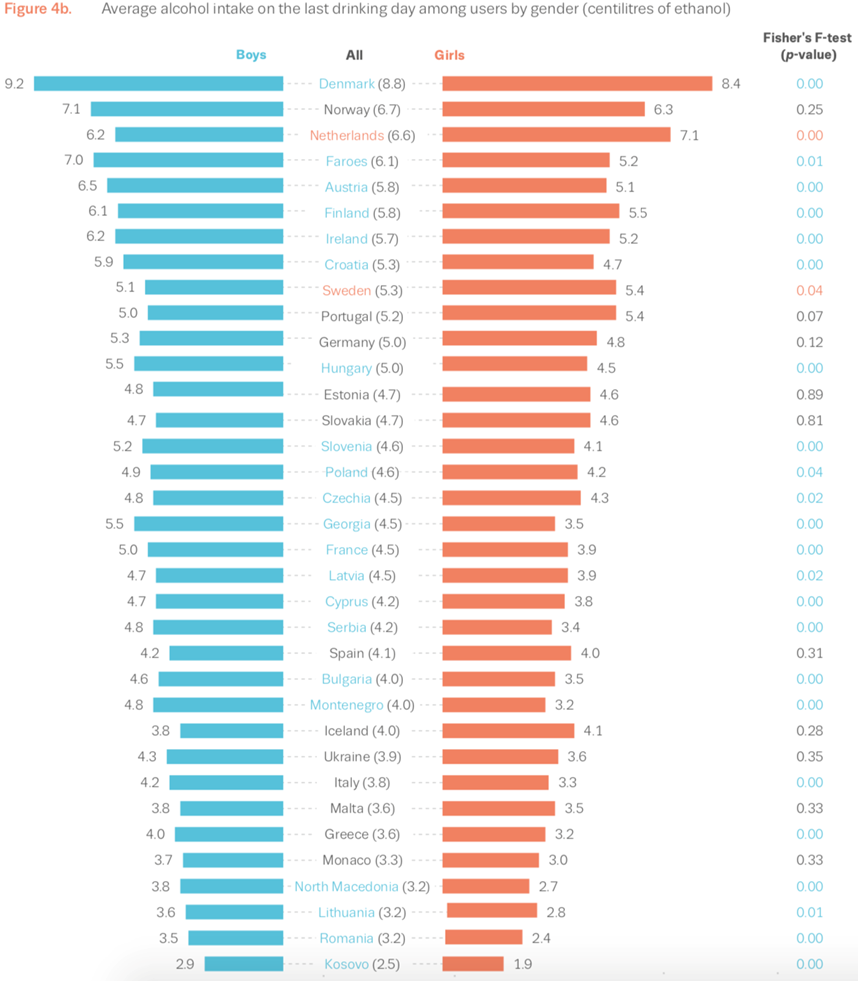 Figure 4b. Average alcohol intake on the last drinking day among users by gender (centilitres of ethanol)
Boys All Girls Fisher's F-test (p-value)
9.2 Denmark (8.8) 8.4 0.00
7.1 Norway (6.7) 6.3 0.25
6.2 Netherlands (6.6) 7.1 0.00
7.0 Faroes (6.1) 5.2 0.01
6.5 Austria (5.8) 5.1 0.00
6.1 Finland (5.8) 5.5 0.00
6.2 Ireland (5.7) 5.2 0.00
5.9 Croatia (5.3) 4.7 0.00
5.1 Sweden (5.3) 5.4 0.04
5.0 Portugal (5.2) 5.4 0.07
5.3 Germany (5.0) 4.8 0.12
5.5 Hungary (5.0) 4.5 0.00
4.8 Estonia (4.7) 4.6 0.89
4.7 Slovakia (4.7) 4.6 0.81
5.2 Slovenia (4.6) 4.1 0.00
4.9 Poland (4.6) 4.2 0.04
4.8 Czechia (4.5) 4.3 0.02
5.5 Georgia (4.5) 3.5 0.00
5.0 France (4.5) 3.9 0.00
4.7 Latvia (4.5) 3.9 0.02
4.7 Cyprus (4.2) 3.8 0.00
4.8 Serbia (4.2) 3.4 0.00
4.2 Spain (4.1) 4.0 0.31
4.6 Bulgaria (4.0) 3.5 0.00
4.8 Montenegro (4.0) 3.2 0.00
3.8 Iceland (4.0) 4.1 0.28
4.3 Ukraine (3.9) 3.6 0.35
4.2 Italy (3.8) 3.3 0.00
3.8 Malta (3.6) 3.5 0.33
4.0 Greece (3.6) 3.2 0.00
3.7 Monaco (3.3) 3.0 0.33
3.8 North Macedonia (3.2) 2.7 0.00
3.6 Lithuania (3.2) 2.8 0.01
3.5 Romania (3.2) 2.4 0.00
2.9 Kosovo (2.5) 1.9 0.00